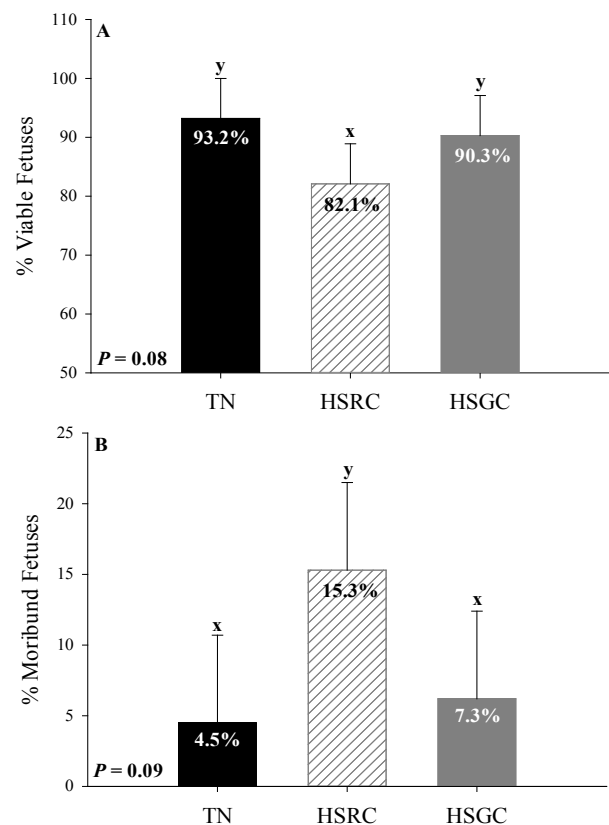 110
A
y
y
100
x
93.2%
90.3%
90
82.1%
80
70
60
P = 0.08
50
% Viable Fetuses
TN HSRC HSGC
25
B
y
20
15
15.3%
x
x
10
5
4.5%
7.3%
P = 0.09
0
% Moribund Fetuses
TN HSRC HSGC